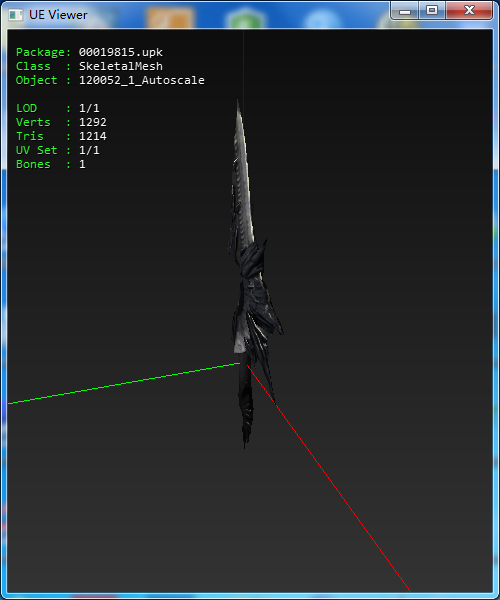 UE Viewer
Package: 00019815.upk
Class : SkeletalMesh
Object : 120052_1_Autoscale
LOD : 1/1
Verts : 1292
Tris : 1214
UV Set : 1/1
Bones : 1